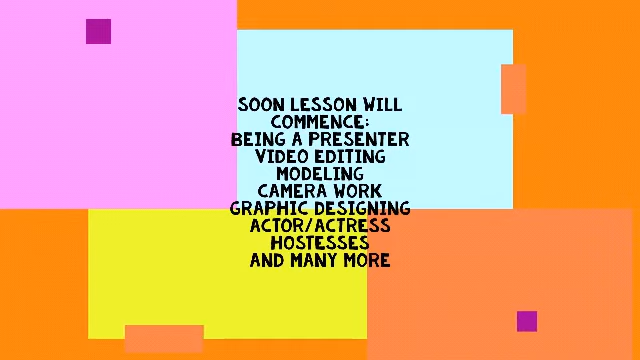 SOON LESSON WILL
COMMENCE:
BEING A PRESENTER
VIDEO EDITING
MODELING
CAMERA WORK
GRAPHIC DESIGNING
ACTOR/ACTRESS
HOSTESSES
AND MANY MORE